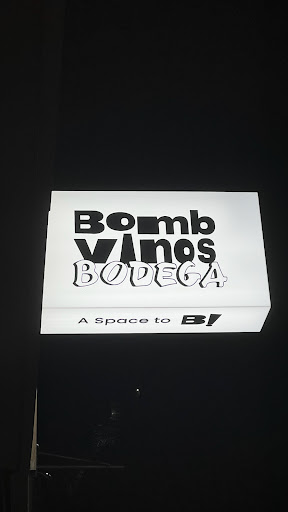 Bomb
Vinos
BODEGA
A Space to B!